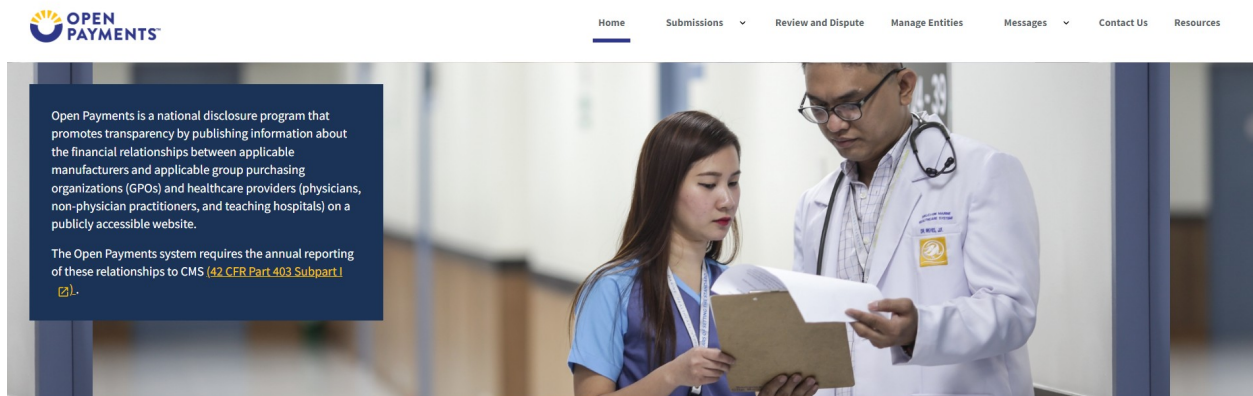 OPEN
PAYMENTS™
Home Submissions Review and Dispute Manage Entities Messages Contact Us Resources
Open Payments is a national disclosure program that
promotes transparency by publishing information about
the financial relationships between applicable
manufacturers and applicable group purchasing
organizations (GPOs) and healthcare providers (physicians,
non-physician practitioners, and teaching hospitals) on a
publicly accessible website.
The Open Payments system requires the annual reporting
of these relationships to CMS (42 CFR Part 403 Subpart I
).